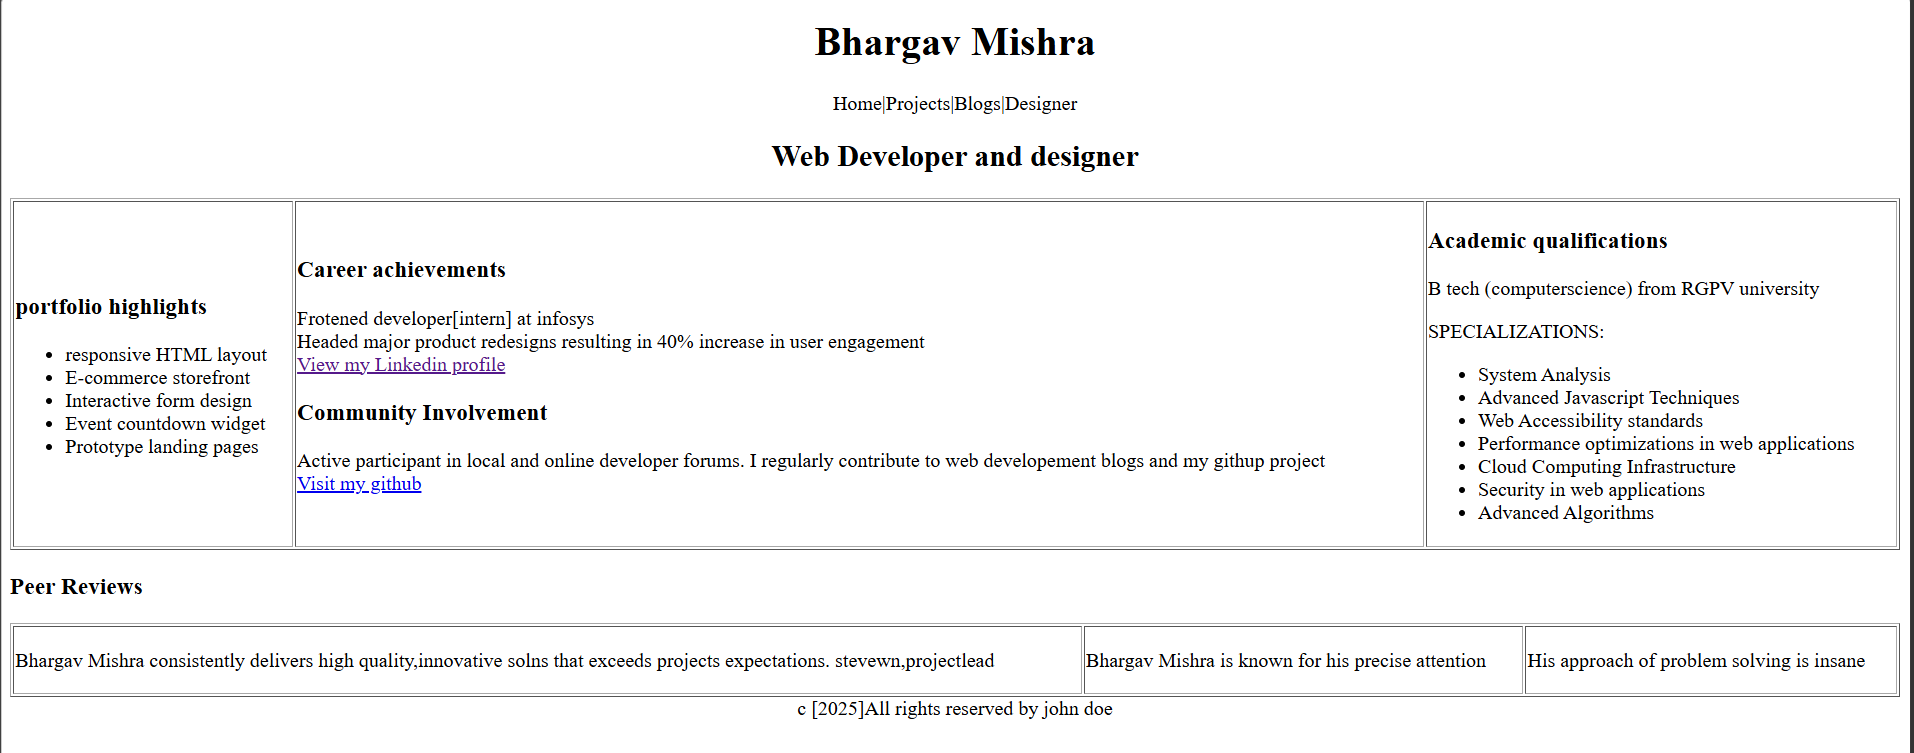 Bhargav Mishra
Home|Projects|Blogs|Designer
Web Developer and designer
portfolio highlights
responsive HTML layout
E-commerce storefront
Interactive form design
Event countdown widget
Prototype landing pages
Career achievements
Frotened developer[intern] at infosys
Headed major product redesigns resulting in 40% increase in user engagement
View my Linkedin profile
Community Involvement
Active participant in local and online developer forums. I regularly contribute to web developement blogs and my githup project
Visit my github
Academic qualifications
B tech (computerscience) from RGPV university
SPECIALIZATIONS:
System Analysis
Advanced Javascript Techniques
Web Accessibility standards
Performance optimizations in web applications
Cloud Computing Infrastructure
Security in web applications
Advanced Algorithms
Peer Reviews
Bhargav Mishra consistently delivers high quality,innovative solns that exceeds projects expectations. stevewn,projectlead
Bhargav Mishra is known for his precise attention
His approach of problem solving is insane
c [2025]All rights reserved by john doe